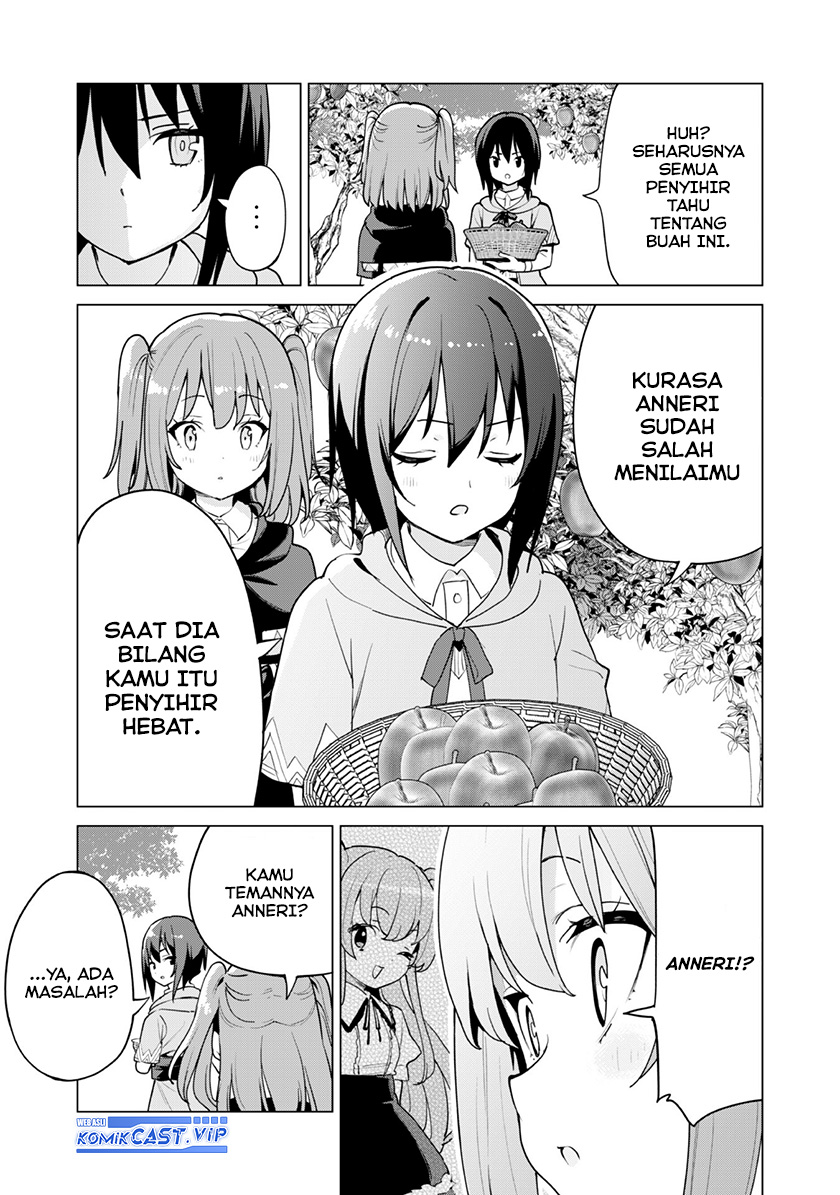 HUH?
SEHARUSNYA
SEMUA
PENYIHIR
TAHU
TENTANG
BUAH INI.
...
KURASA
ANNERI
SUDAH
SALAH
MENILAIMU
SAAT DIA
BILANG
KAMU ITU
PENYIHIR
HEBAT.
ANNERI!?
KAMU
TEMANNYA
ANNERI?
...YA, ADA
MASALAH?
WEB ASLI
KOMIKCAST.VIP